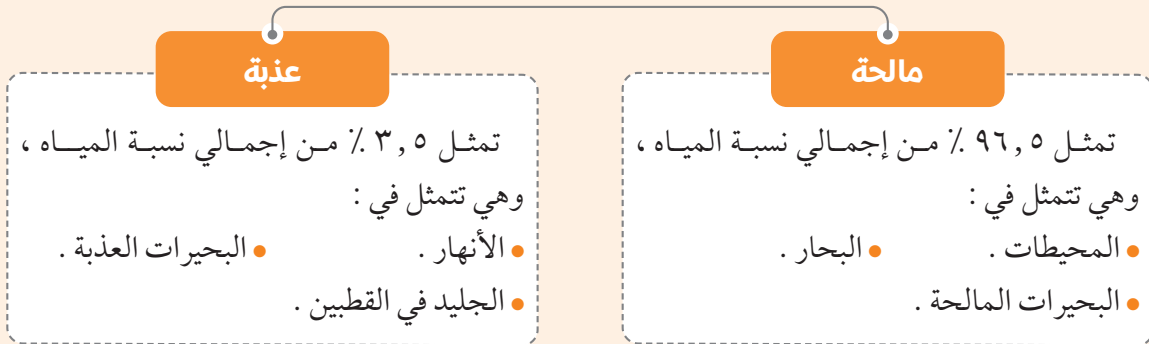 مالحة
تمثل ٩٦,٥ ٪ من إجمالي نسبة المياه ،
وهي تتمثل في :
• المحيطات . • البحار .
• البحيرات المالحة .
عذبة
تمثل ٣,٥ ٪ من إجمالي نسبة المياه ،
وهي تتمثل في :
• الأنهار . • البحيرات العذبة .
• الجليد في القطبين .